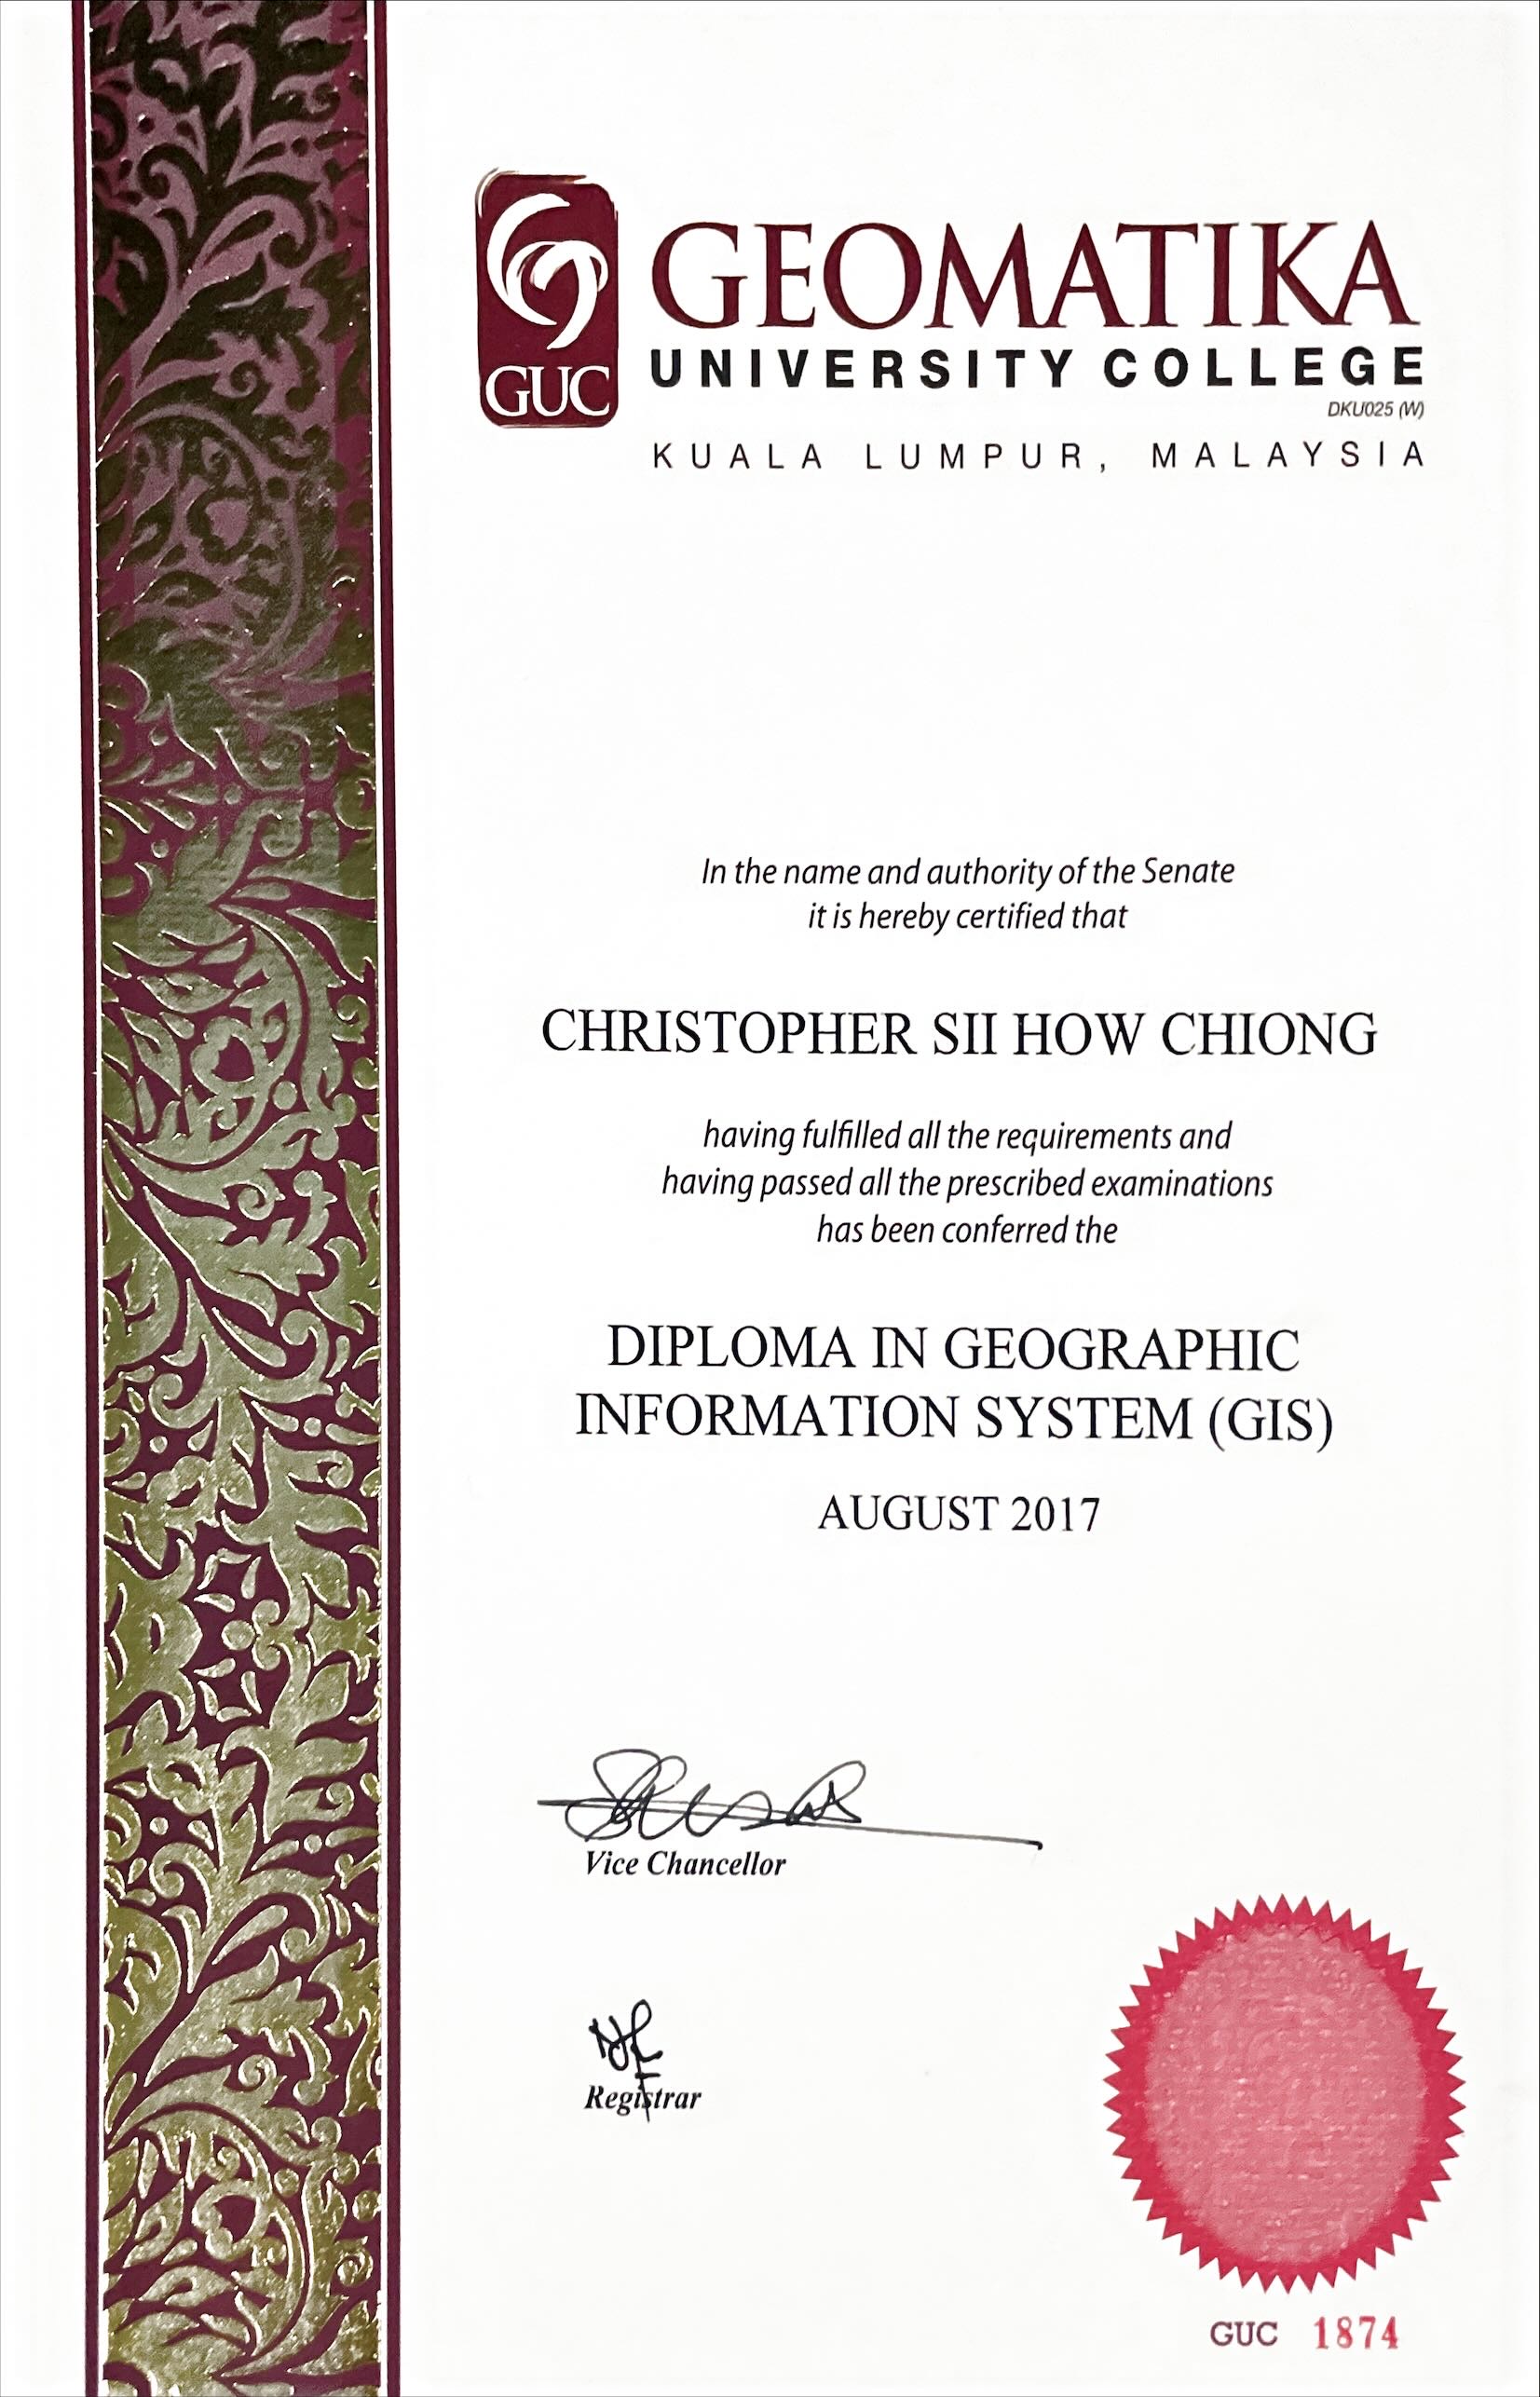 GUC
GEOMATIKA
UNIVERSITY COLLEGE
DKU025 (W)
KUALA LUMPUR, MALAYSIA
In the name and authority of the Senate
it is hereby certified that
CHRISTOPHER SII HOW CHIONG
having fulfilled all the requirements and
having passed all the prescribed examinations
has been conferred the
DIPLOMA IN GEOGRAPHIC
INFORMATION SYSTEM (GIS)
AUGUST 2017
Vice Chancellor
Registrar
GUC 1874